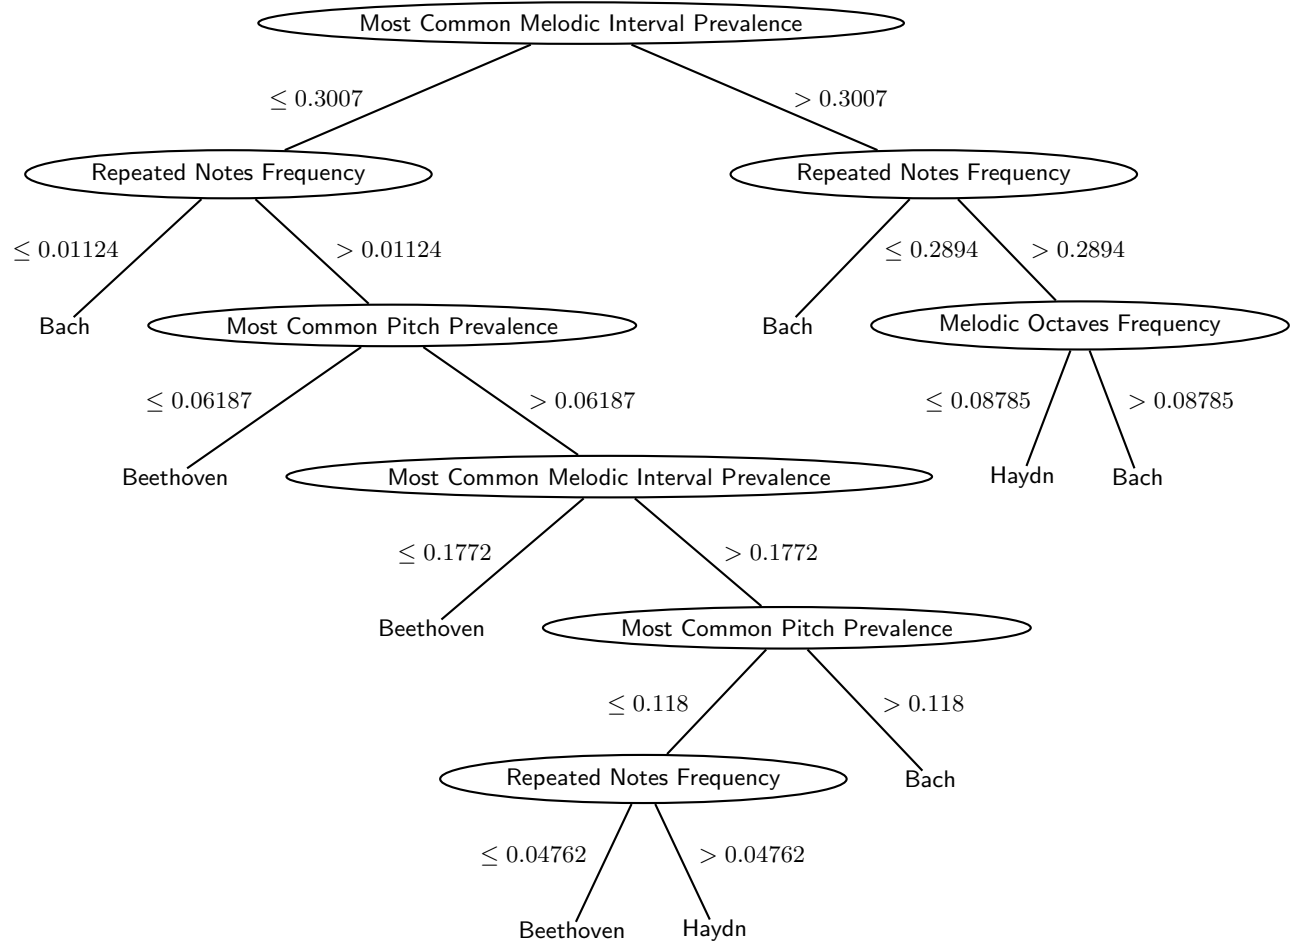 Most Common Melodic Interval Prevalence
≤ 0.3007
> 0.3007
Repeated Notes Frequency
Repeated Notes Frequency
≤ 0.01124
> 0.01124
≤ 0.2894
> 0.2894
Bach
Most Common Pitch Prevalence
Bach
Melodic Octaves Frequency
≤ 0.06187
> 0.06187
≤ 0.08785
> 0.08785
Beethoven
Most Common Melodic Interval Prevalence
Haydn
Bach
≤ 0.1772
> 0.1772
Beethoven
Most Common Pitch Prevalence
≤ 0.118
> 0.118
Repeated Notes Frequency
Bach
≤ 0.04762
> 0.04762
Beethoven
Haydn